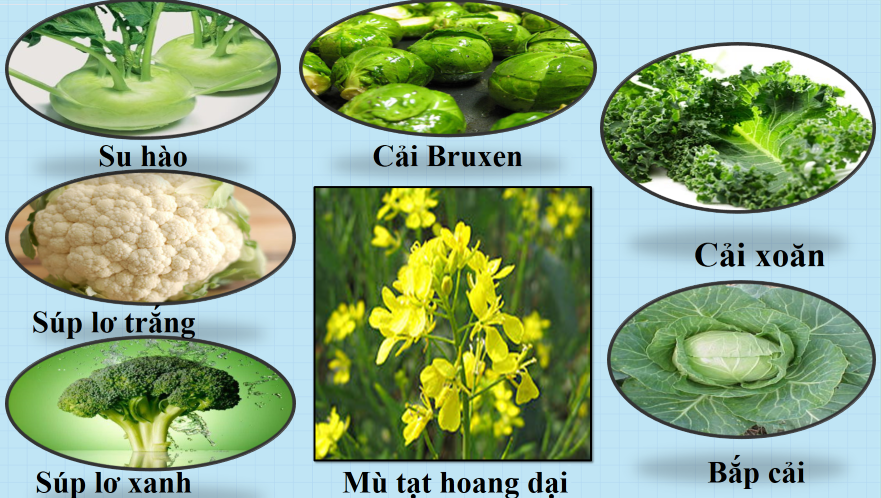 Su hào
Cải Bruxen
Cải xoăn
Súp lơ trắng
Bắp cải
Súp lơ xanh
Mù tạt hoang dại